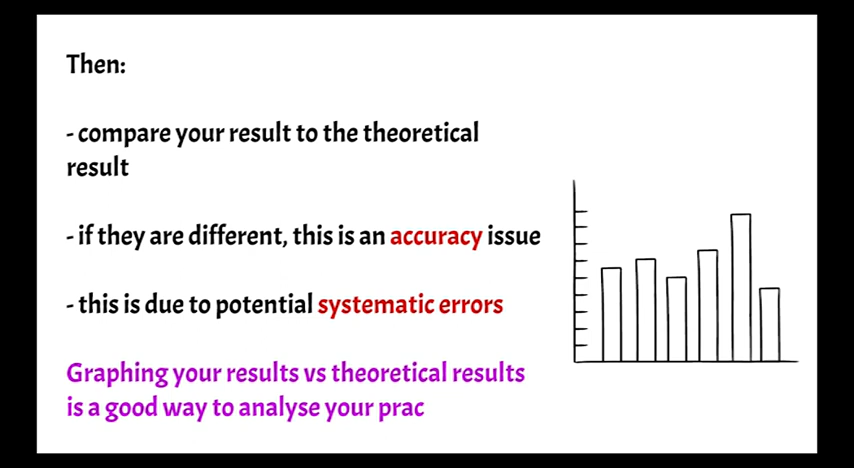 Then:
- compare your result to the theoretical
result
- if they are different, this is an accuracy issue
- this is due to potential systematic errors
Graphing your results vs theoretical results
is a good way to analyse your prac